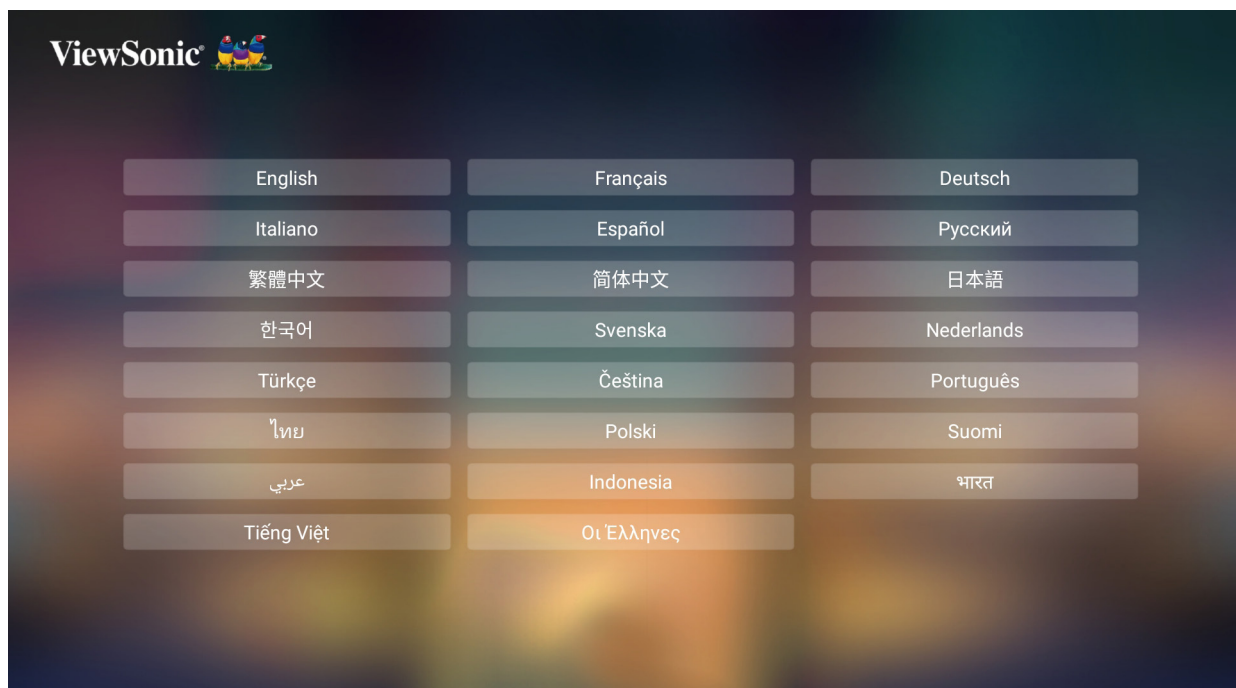 ViewSonic®
English
Français
Deutsch
Italiano
Español
Русский
繁體中文
简体中文
日本語
한국어
Svenska
Nederlands
Türkçe
Čeština
Português
ไทย
Polski
Suomi
عربي
Indonesia
भारत
Tiếng Việt
Οι Έλληνες